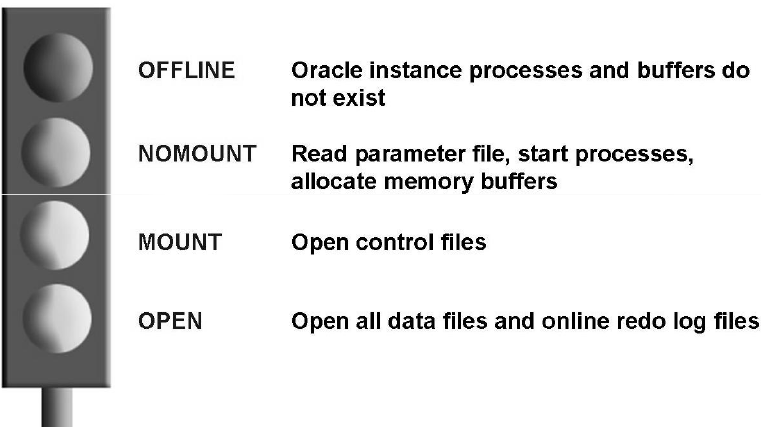 OFFLINE Oracle instance processes and buffers do
not exist
NOMOUNT Read parameter file, start processes,
allocate memory buffers
MOUNT Open control files
OPEN Open all data files and online redo log files